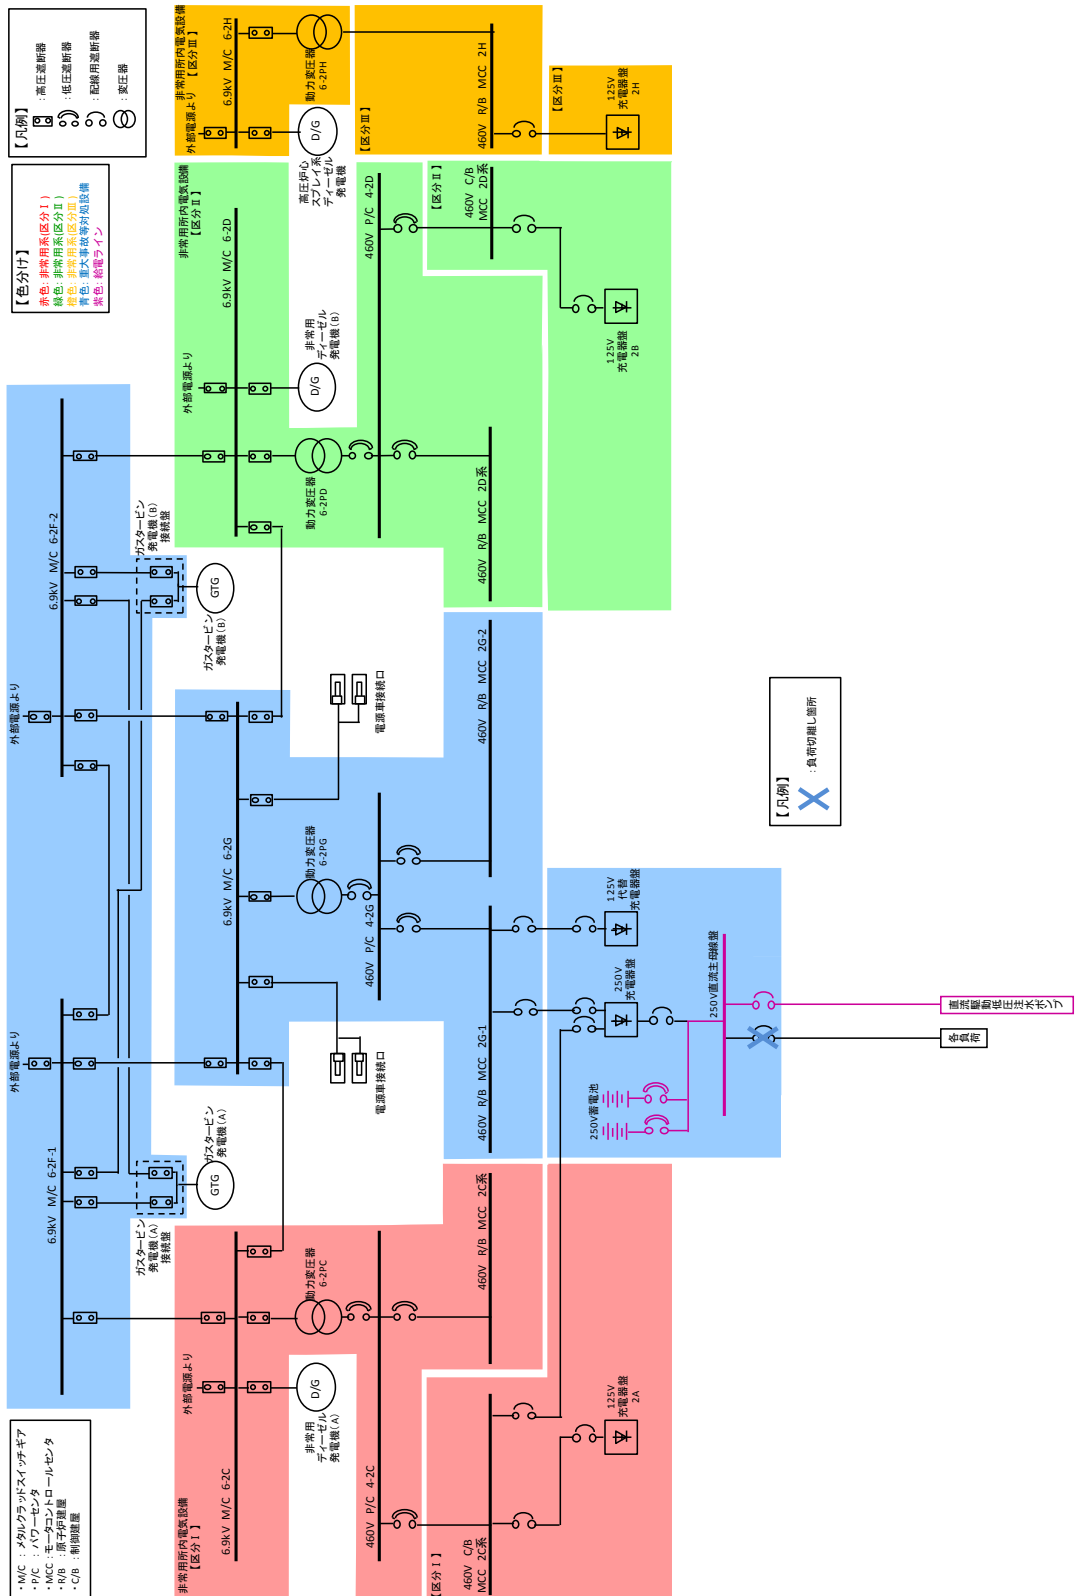 ・M/C ：メタルクラッドスイッチギア
・P/C ：パワーセンタ
・MCC：モータコントロールセンタ
・R/B ：原子炉建屋
・C/B ：制御建屋
【色分け】
赤色：非常用系(区分Ⅰ)
緑色：非常用系(区分Ⅱ)
橙色：非常用系(区分Ⅲ)
青色：重大事故等対処設備
紫色：給電ライン
【凡例】
：高圧遮断器
：低圧遮断器
：配線用遮断器
：変圧器
外部電源より
6.9kV M/C 6-2F-1
外部電源より
6.9kV M/C 6-2F-2
ガスタービン
発電機(A)
接続盤
GTG
ガスタービン
発電機(A)
ガスタービン
発電機(B)
接続盤
GTG
ガスタービン
発電機(B)
非常用所内電気設備
【区分Ⅰ】
外部電源より
6.9kV M/C 6-2C
D/G
非常用
ディーゼル
発電機(A)
動力変圧器
6-2PC
460V P/C 4-2C
460V R/B MCC 2C系
【区分Ⅰ】
460V C/B
MCC 2C系
125V
充電器盤
2A
6.9kV M/C 6-2G
電源車接続口
動力変圧器
6-2PG
電源車接続口
460V P/C 4-2G
460V R/B MCC 2G-1
460V R/B MCC 2G-2
250V
充電器盤
125V
代替
充電器盤
250V蓄電池
250V直流主母線盤
各負荷
直流駆動低圧注水ポンプ
非常用所内電気設備
【区分Ⅱ】
外部電源より
6.9kV M/C 6-2D
動力変圧器
6-2PD
D/G
非常用
ディーゼル
発電機(B)
460V P/C 4-2D
460V R/B MCC 2D系
【区分Ⅱ】
460V C/B
MCC 2D系
125V
充電器盤
2B
非常用所内電気設備
【区分Ⅲ】
外部電源より
6.9kV M/C 6-2H
D/G
高圧炉心
スプレイ系
ディーゼル
発電機
動力変圧器
6-2PH
【区分Ⅲ】
460V R/B MCC 2H
【区分Ⅲ】
125V
充電器盤
2H
【凡例】
：負荷切離し箇所